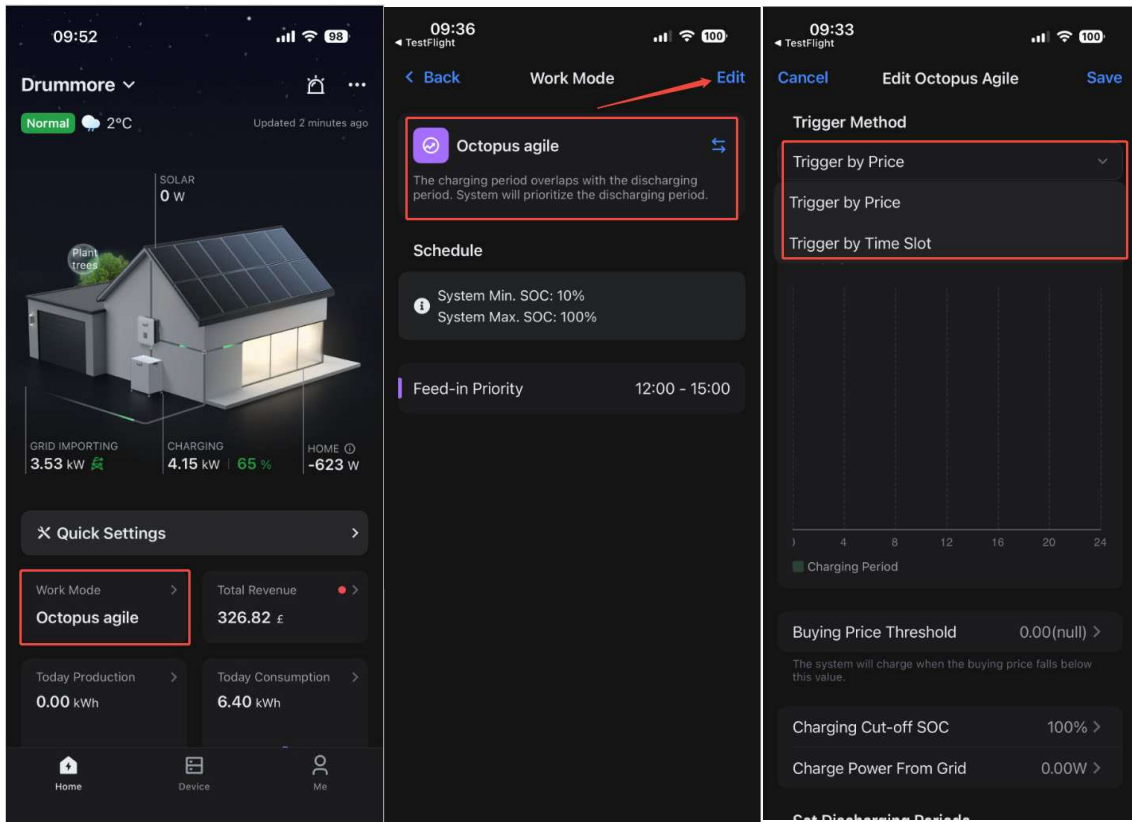 09:52
98
Drummore
Normal 2°C
Updated 2 minutes ago
SOLAR
0 W
Plant
trees
GRID IMPORTING
3.53 kW
CHARGING
4.15 kW 65 %
HOME
-623 W
Quick Settings
Work Mode
Octopus agile
Total Revenue
326.82 £
Today Production
0.00 kWh
Today Consumption
6.40 kWh
Home
Device
Me
09:36
TestFlight
100
Back
Work Mode
Edit
Octopus agile
The charging period overlaps with the discharging
period. System will prioritize the discharging period.
Schedule
System Min. SOC: 10%
System Max. SOC: 100%
Feed-in Priority
12:00 - 15:00
09:33
TestFlight
100
Cancel
Edit Octopus Agile
Save
Trigger Method
Trigger by Price
Trigger by Price
Trigger by Time Slot
4 8 12 16 20 24
Charging Period
Buying Price Threshold
0.00(null)
The system will charge when the buying price falls below
this value.
Charging Cut-off SOC
100%
Charge Power From Grid
0.00W
Set Discharging Periods